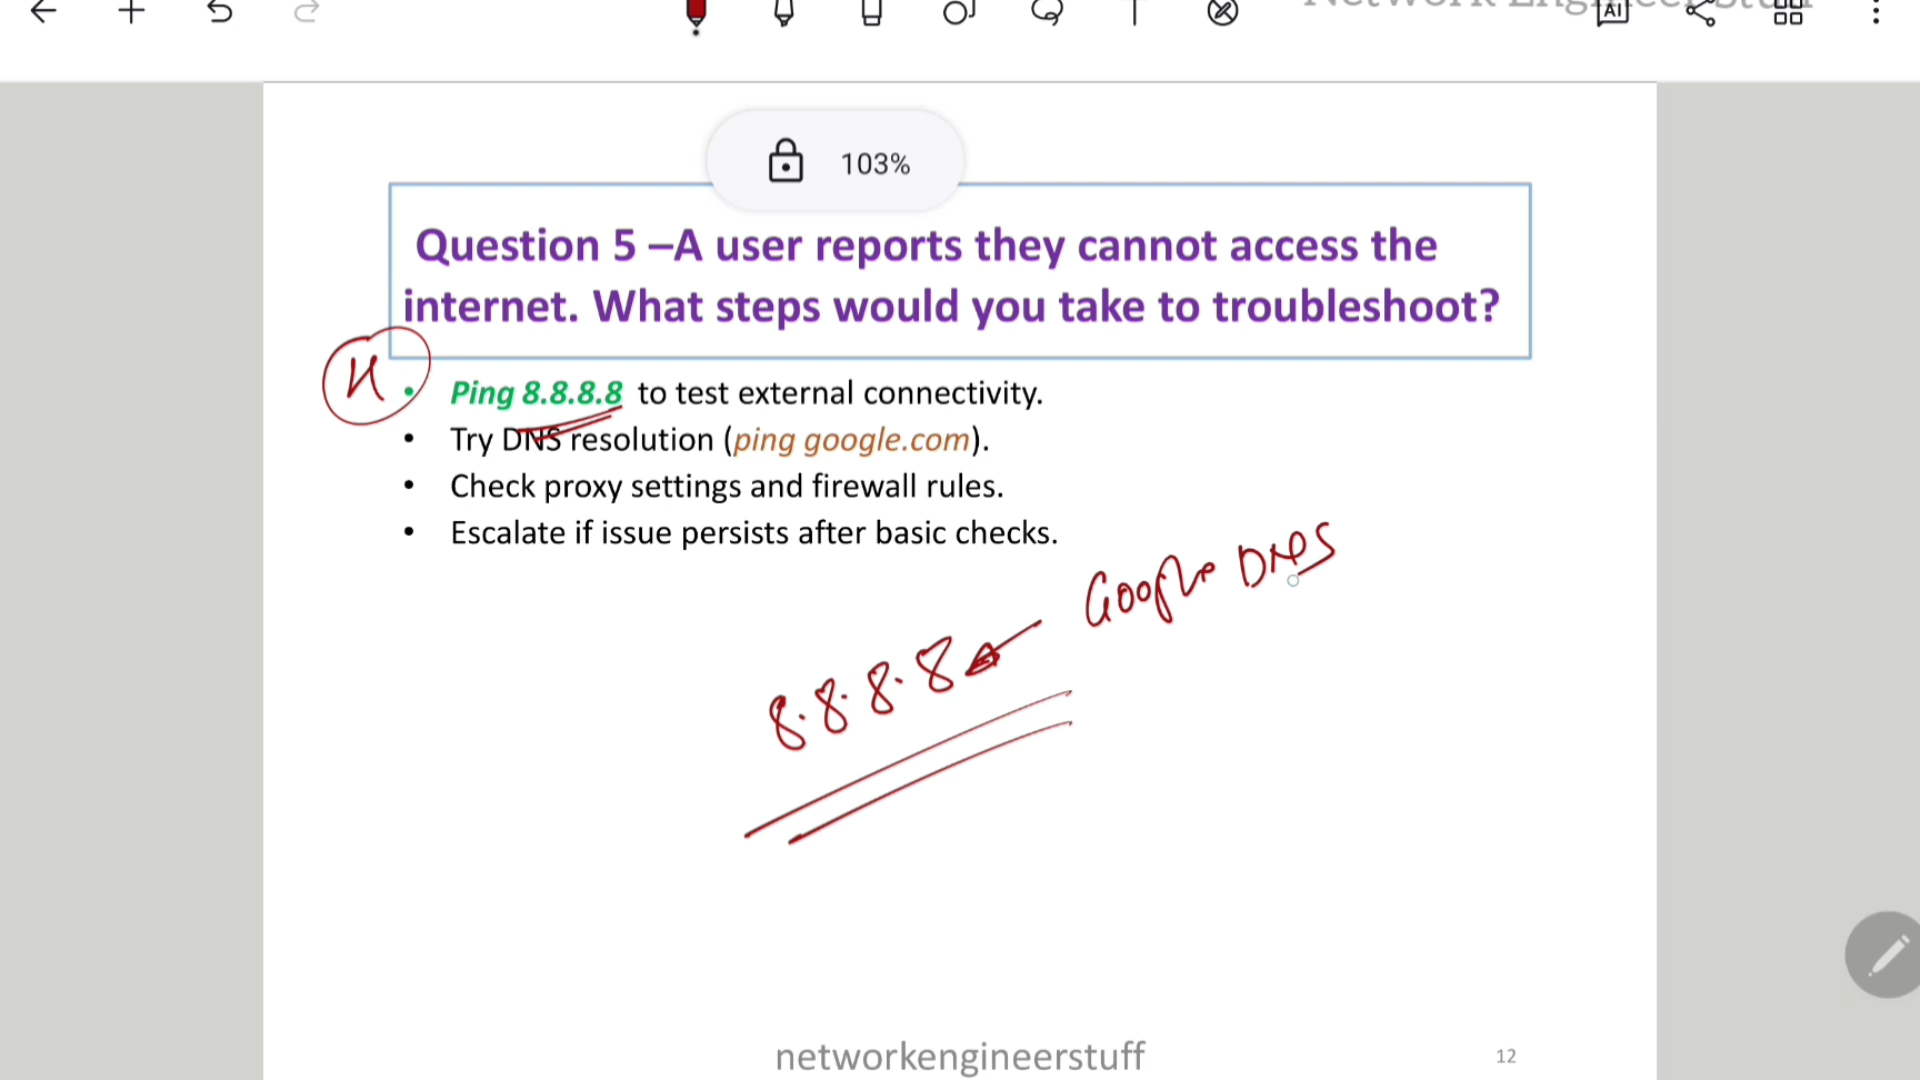 AI
103%
Question 5 –A user reports they cannot access the
internet. What steps would you take to troubleshoot?
• Ping 8.8.8.8 to test external connectivity.
• Try DNS resolution (ping google.com).
• Check proxy settings and firewall rules.
• Escalate if issue persists after basic checks.
Google DNS
8.8.8.8
networkengineerstuff
12